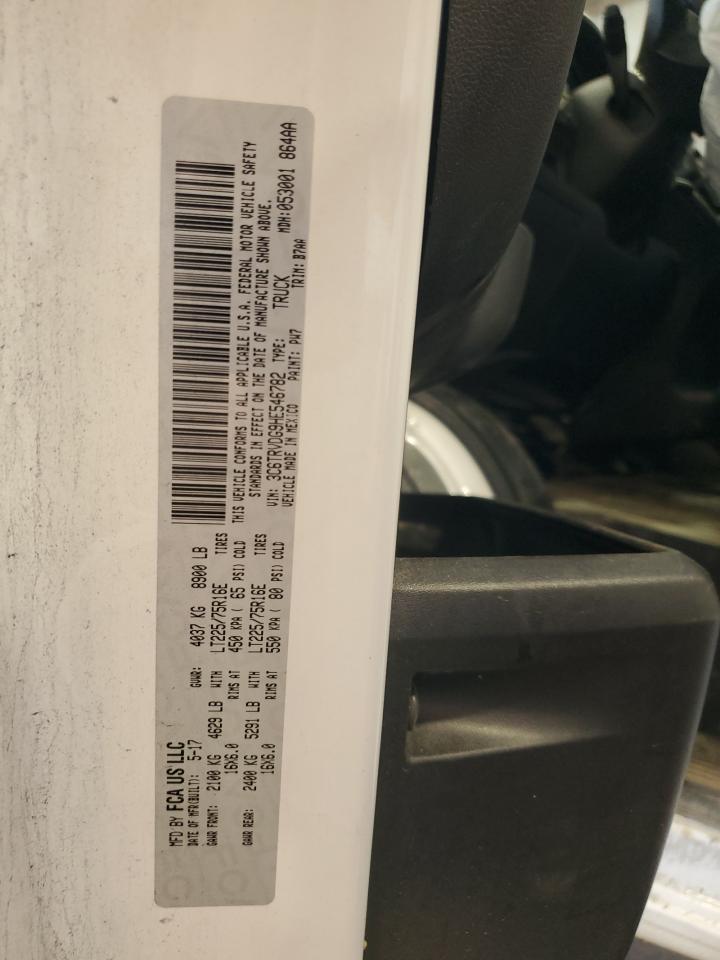 MFD BY FCA US LLC
DATE OF MFR(BUILT): 5-17 GVWR: 4037 KG 8900 LB
GAWR FRONT: 2100 KG 4629 LB WITH LT225/75R16E TIRES
16X6.0 RIMS AT 450 KPA ( 65 PSI) COLD
GAWR REAR: 2400 KG 5291 LB WITH LT225/75R16E TIRES
16X6.0 RIMS AT 550 KPA ( 80 PSI) COLD
THIS VEHICLE CONFORMS TO ALL APPLICABLE U.S.A. FEDERAL MOTOR VEHICLE SAFETY
STANDARDS IN EFFECT ON THE DATE OF MANUFACTURE SHOWN ABOVE.
VIN: 3C6TRVDG9HE546782 TYPE: TRUCK MDH:053001 864AA
VEHICLE MADE IN MEXICO PAINT: PW7 TRIM: B7AA